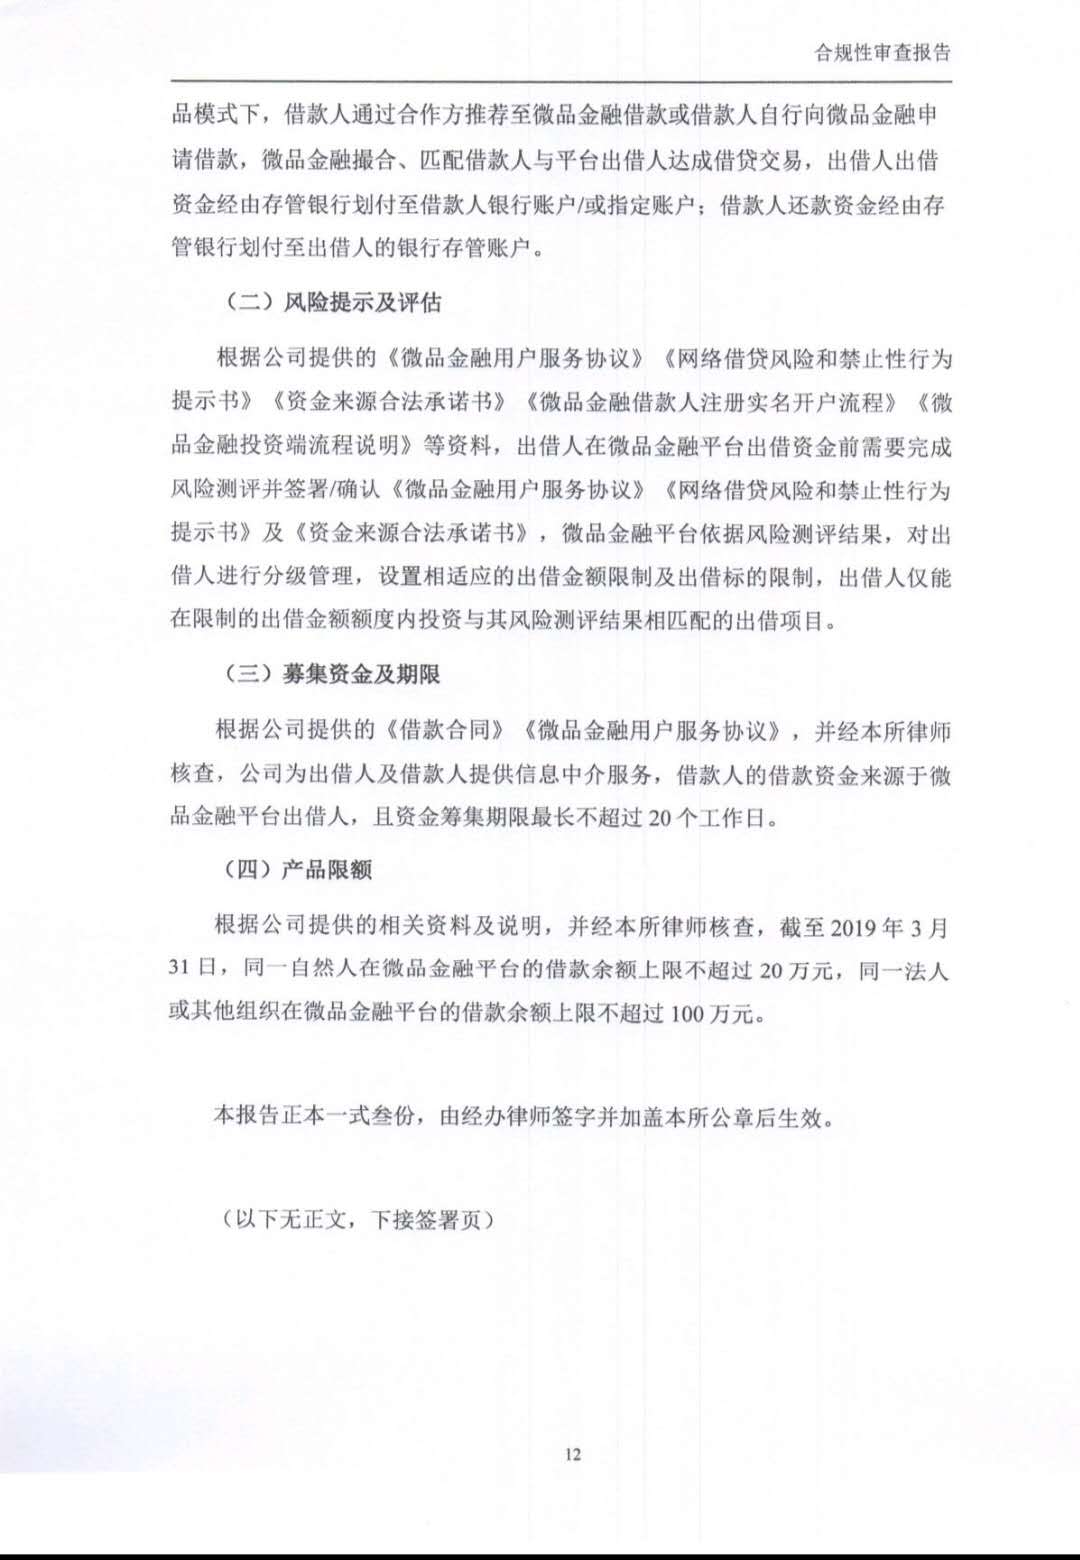 合规性审查报告
品模式下，借款人通过合作方推荐至微品金融借款或借款人自行向微品金融申
请借款，微品金融撮合、匹配借款人与平台出借人达成借贷交易，出借人出借
资金经由存管银行划付至借款人银行账户/或指定账户；借款人还款资金经由存
管银行划付至出借人的银行存管账户。
（二）风险提示及评估
根据公司提供的《微品金融用户服务协议》《网络借贷风险和禁止性行为
提示书》《资金来源合法承诺书》《微品金融借款人注册实名开户流程》《微
品金融投资端流程说明》等资料，出借人在微品金融平台出借资金前需要完成
风险测评并签署/确认《微品金融用户服务协议》《网络借贷风险和禁止性行为
提示书》及《资金来源合法承诺书》，微品金融平台依据风险测评结果，对出
借人进行分级管理，设置相适应的出借金额限制及出借标的限制，出借人仅能
在限制的出借金额额度内投资与其风险测评结果相匹配的出借项目。
（三）募集资金及期限
根据公司提供的《借款合同》《微品金融用户服务协议》，并经本所律师
核查，公司为出借人及借款人提供信息中介服务，借款人的借款资金来源于微
品金融平台出借人，且资金筹集期限最长不超过 20 个工作日。
（四）产品限额
根据公司提供的相关资料及说明，并经本所律师核查，截至 2019 年 3 月
31 日，同一自然人在微品金融平台的借款余额上限不超过 20 万元，同一法人
或其他组织在微品金融平台的借款余额上限不超过 100 万元。
本报告正本一式叁份，由经办律师签字并加盖本所公章后生效。
（以下无正文，下接签署页）
12